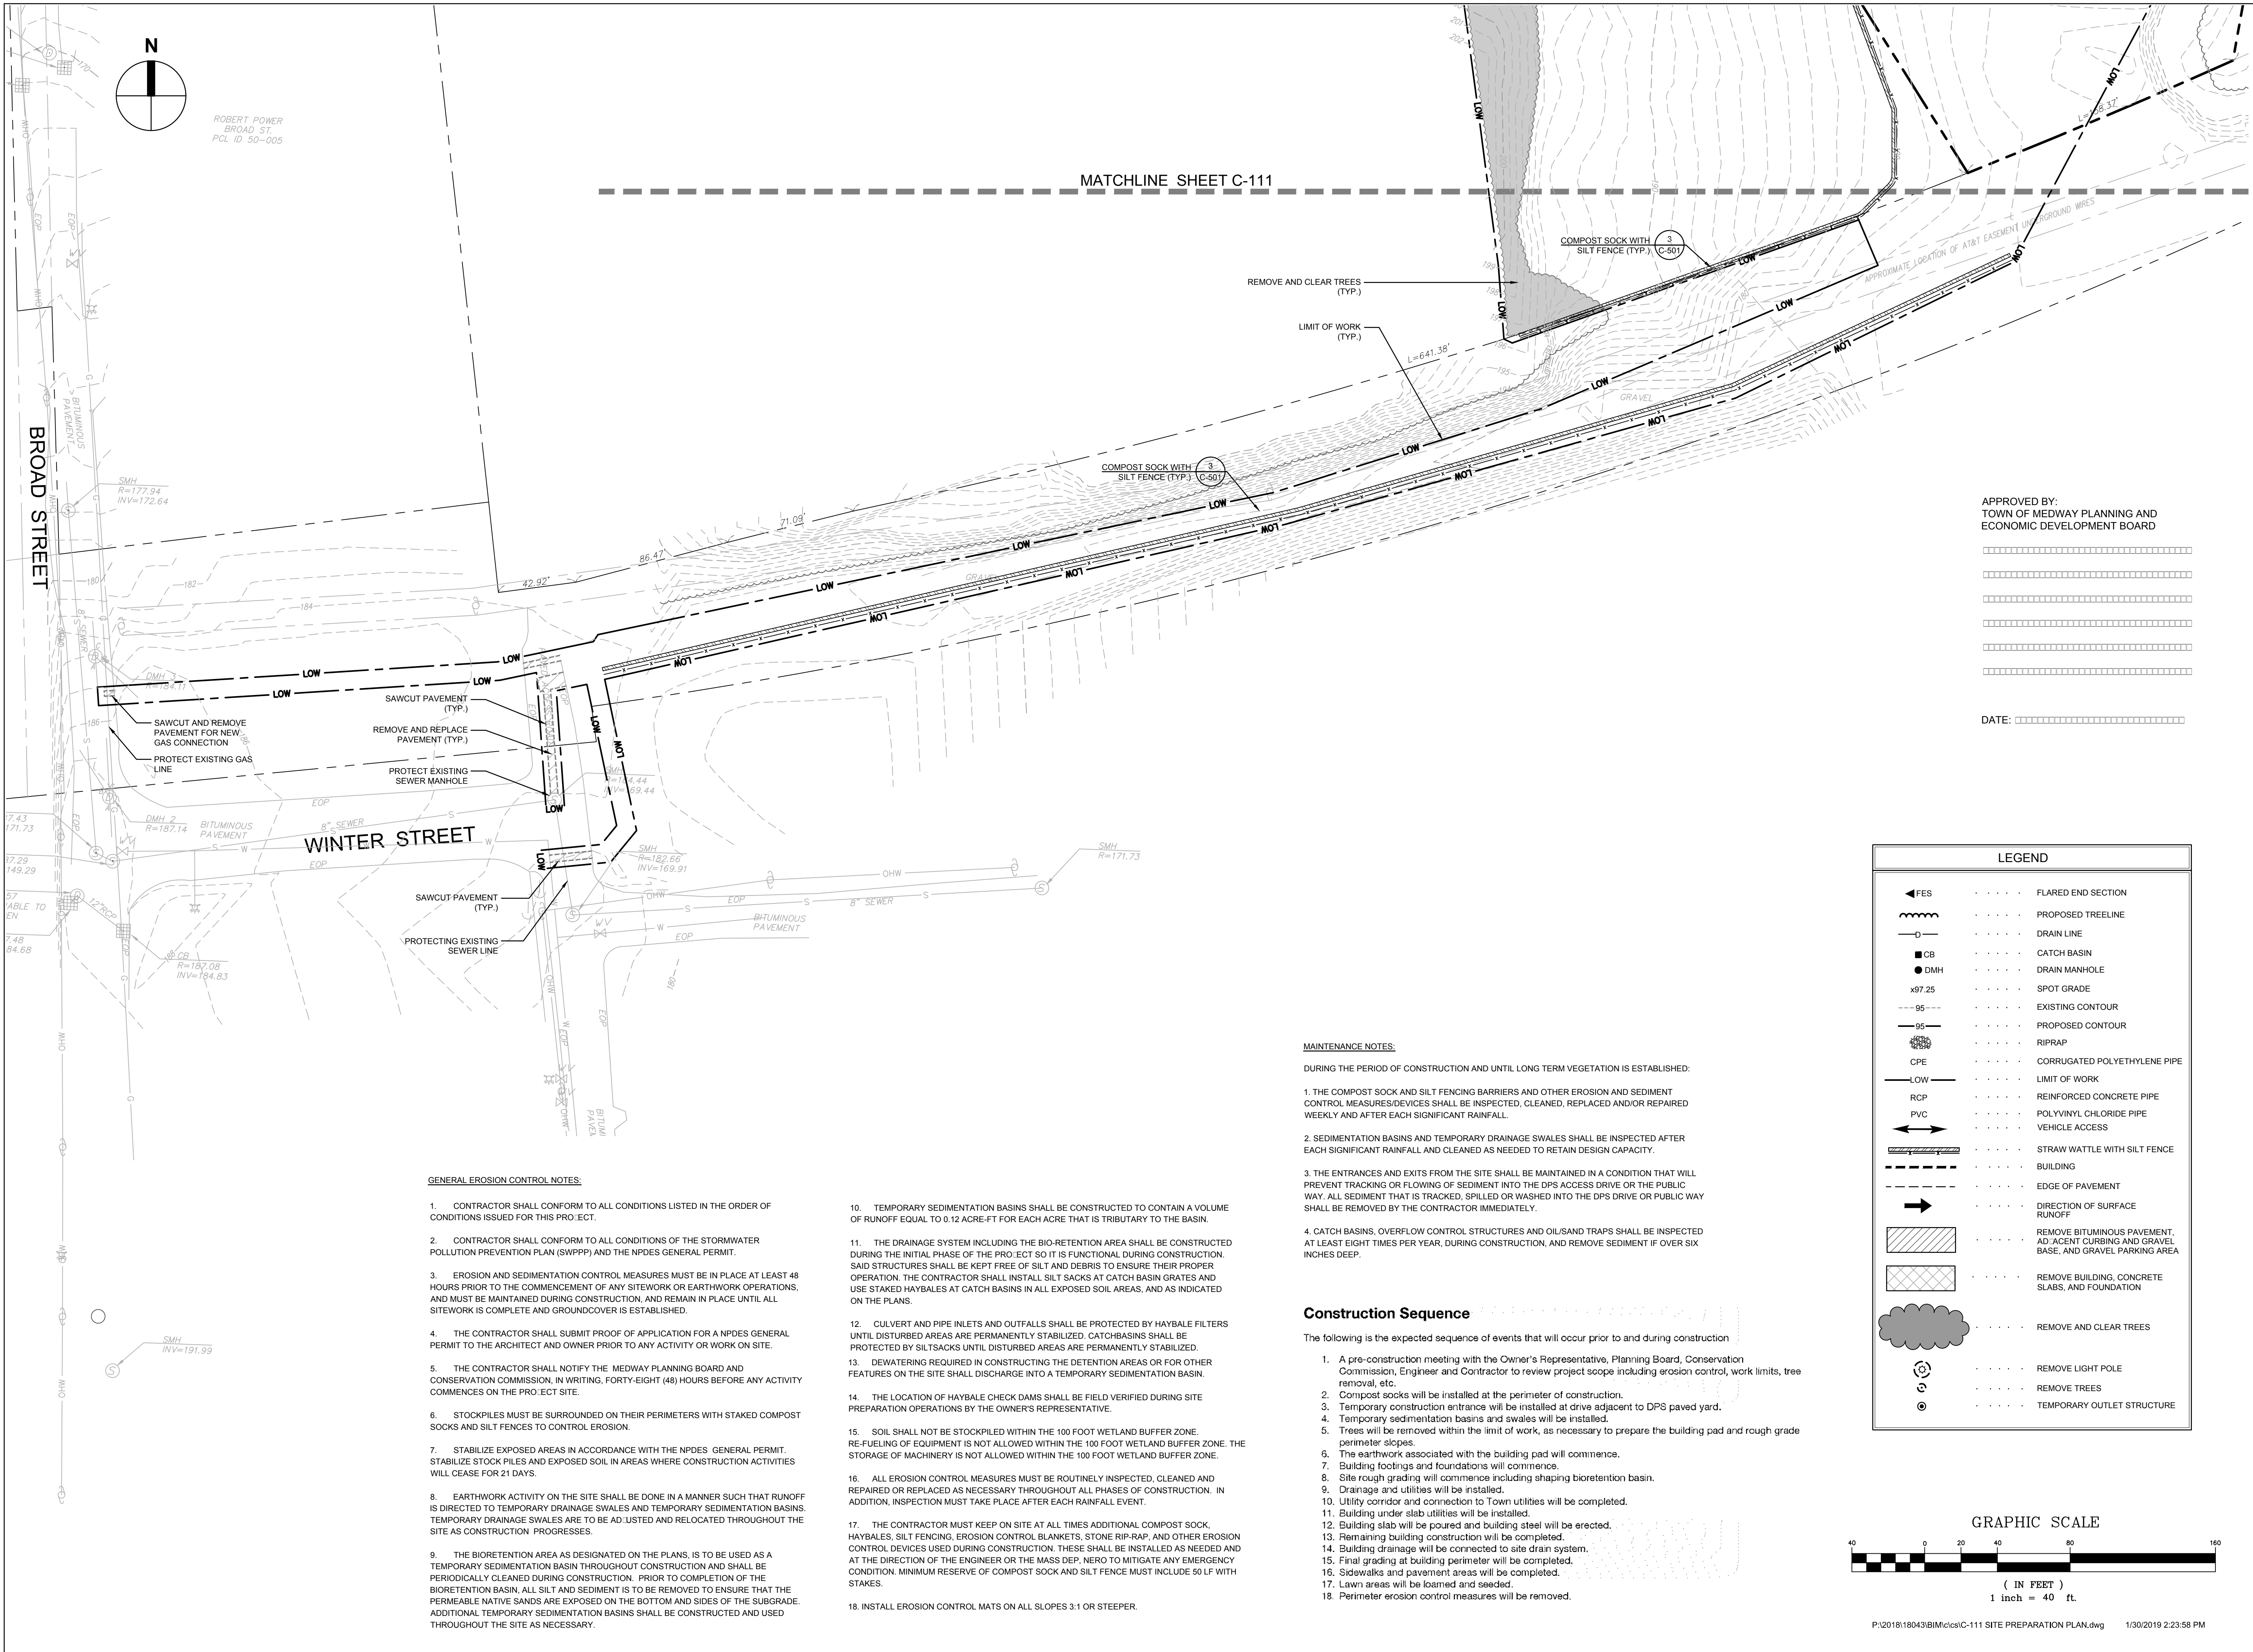 N
ROBERT POWER
BROAD ST.
PCL ID 50-005
MATCHLINE SHEET C-111
BROAD STREET
WINTER STREET
COMPOST SOCK WITH
SILT FENCE (TYP.)
3
C-501
REMOVE AND CLEAR TREES
(TYP.)
LIMIT OF WORK
(TYP.)
L=641.38'
APPROXIMATE LOCATION OF AT&T EASEMENT UNDERGROUND WIRES
GRAVEL
COMPOST SOCK WITH
SILT FENCE (TYP.)
3
C-501
71.09'
86.47'
42.92'
SMH
R=177.94
INV=172.64
BITUMINOUS
PAVEMENT
SAWCUT PAVEMENT
(TYP.)
REMOVE AND REPLACE
PAVEMENT (TYP.)
PROTECT EXISTING
SEWER MANHOLE
SAWCUT AND REMOVE
PAVEMENT FOR NEW
GAS CONNECTION
PROTECT EXISTING GAS
LINE
DMH 2
R=187.14
BITUMINOUS
PAVEMENT
8" SEWER
EOP
SMH
R=182.66
INV=169.91
SMH
R=171.73
OHW
EOP
8" SEWER
BITUMINOUS
PAVEMENT
SAWCUT PAVEMENT
(TYP.)
PROTECTING EXISTING
SEWER LINE
12"RCP
CB
R=187.08
INV=184.83
SMH
INV=191.99
APPROVED BY:
TOWN OF MEDWAY PLANNING AND
ECONOMIC DEVELOPMENT BOARD
DATE:
LEGEND
FES FLARED END SECTION
PROPOSED TREELINE
D DRAIN LINE
CB CATCH BASIN
DMH DRAIN MANHOLE
x97.25 SPOT GRADE
95 EXISTING CONTOUR
95 PROPOSED CONTOUR
RIPRAP
CPE CORRUGATED POLYETHYLENE PIPE
LOW LIMIT OF WORK
RCP REINFORCED CONCRETE PIPE
PVC POLYVINYL CHLORIDE PIPE
VEHICLE ACCESS
STRAW WATTLE WITH SILT FENCE
BUILDING
EDGE OF PAVEMENT
DIRECTION OF SURFACE
RUNOFF
REMOVE BITUMINOUS PAVEMENT,
AD□ACENT CURBING AND GRAVEL
BASE, AND GRAVEL PARKING AREA
REMOVE BUILDING, CONCRETE
SLABS, AND FOUNDATION
REMOVE AND CLEAR TREES
REMOVE LIGHT POLE
REMOVE TREES
TEMPORARY OUTLET STRUCTURE
GENERAL EROSION CONTROL NOTES:
1. CONTRACTOR SHALL CONFORM TO ALL CONDITIONS LISTED IN THE ORDER OF
CONDITIONS ISSUED FOR THIS PRO□ECT.
2. CONTRACTOR SHALL CONFORM TO ALL CONDITIONS OF THE STORMWATER
POLLUTION PREVENTION PLAN (SWPPP) AND THE NPDES GENERAL PERMIT.
3. EROSION AND SEDIMENTATION CONTROL MEASURES MUST BE IN PLACE AT LEAST 48
HOURS PRIOR TO THE COMMENCEMENT OF ANY SITEWORK OR EARTHWORK OPERATIONS,
AND MUST BE MAINTAINED DURING CONSTRUCTION, AND REMAIN IN PLACE UNTIL ALL
SITEWORK IS COMPLETE AND GROUNDCOVER IS ESTABLISHED.
4. THE CONTRACTOR SHALL SUBMIT PROOF OF APPLICATION FOR A NPDES GENERAL
PERMIT TO THE ARCHITECT AND OWNER PRIOR TO ANY ACTIVITY OR WORK ON SITE.
5. THE CONTRACTOR SHALL NOTIFY THE MEDWAY PLANNING BOARD AND
CONSERVATION COMMISSION, IN WRITING, FORTY-EIGHT (48) HOURS BEFORE ANY ACTIVITY
COMMENCES ON THE PRO□ECT SITE.
6. STOCKPILES MUST BE SURROUNDED ON THEIR PERIMETERS WITH STAKED COMPOST
SOCKS AND SILT FENCES TO CONTROL EROSION.
7. STABILIZE EXPOSED AREAS IN ACCORDANCE WITH THE NPDES GENERAL PERMIT.
STABILIZE STOCK PILES AND EXPOSED SOIL IN AREAS WHERE CONSTRUCTION ACTIVITIES
WILL CEASE FOR 21 DAYS.
8. EARTHWORK ACTIVITY ON THE SITE SHALL BE DONE IN A MANNER SUCH THAT RUNOFF
IS DIRECTED TO TEMPORARY DRAINAGE SWALES AND TEMPORARY SEDIMENTATION BASINS.
TEMPORARY DRAINAGE SWALES ARE TO BE AD□USTED AND RELOCATED THROUGHOUT THE
SITE AS CONSTRUCTION PROGRESSES.
9. THE BIORETENTION AREA AS DESIGNATED ON THE PLANS, IS TO BE USED AS A
TEMPORARY SEDIMENTATION BASIN THROUGHOUT CONSTRUCTION AND SHALL BE
PERIODICALLY CLEANED DURING CONSTRUCTION. PRIOR TO COMPLETION OF THE
BIORETENTION BASIN, ALL SILT AND SEDIMENT IS TO BE REMOVED TO ENSURE THAT THE
PERMEABLE NATIVE SANDS ARE EXPOSED ON THE BOTTOM AND SIDES OF THE SUBGRADE.
ADDITIONAL TEMPORARY SEDIMENTATION BASINS SHALL BE CONSTRUCTED AND USED
THROUGHOUT THE SITE AS NECESSARY.
10. TEMPORARY SEDIMENTATION BASINS SHALL BE CONSTRUCTED TO CONTAIN A VOLUME
OF RUNOFF EQUAL TO 0.12 ACRE-FT FOR EACH ACRE THAT IS TRIBUTARY TO THE BASIN.
11. THE DRAINAGE SYSTEM INCLUDING THE BIO-RETENTION AREA SHALL BE CONSTRUCTED
DURING THE INITIAL PHASE OF THE PRO□ECT SO IT IS FUNCTIONAL DURING CONSTRUCTION.
SAID STRUCTURES SHALL BE KEPT FREE OF SILT AND DEBRIS TO ENSURE THEIR PROPER
OPERATION. THE CONTRACTOR SHALL INSTALL SILT SACKS AT CATCH BASIN GRATES AND
USE STAKED HAYBALES AT CATCH BASINS IN ALL EXPOSED SOIL AREAS, AND AS INDICATED
ON THE PLANS.
12. CULVERT AND PIPE INLETS AND OUTFALLS SHALL BE PROTECTED BY HAYBALE FILTERS
UNTIL DISTURBED AREAS ARE PERMANENTLY STABILIZED. CATCHBASINS SHALL BE
PROTECTED BY SILTSACKS UNTIL DISTURBED AREAS ARE PERMANENTLY STABILIZED.
13. DEWATERING REQUIRED IN CONSTRUCTING THE DETENTION AREAS OR FOR OTHER
FEATURES ON THE SITE SHALL DISCHARGE INTO A TEMPORARY SEDIMENTATION BASIN.
14. THE LOCATION OF HAYBALE CHECK DAMS SHALL BE FIELD VERIFIED DURING SITE
PREPARATION OPERATIONS BY THE OWNER'S REPRESENTATIVE.
15. SOIL SHALL NOT BE STOCKPILED WITHIN THE 100 FOOT WETLAND BUFFER ZONE.
RE-FUELING OF EQUIPMENT IS NOT ALLOWED WITHIN THE 100 FOOT WETLAND BUFFER ZONE. THE
STORAGE OF MACHINERY IS NOT ALLOWED WITHIN THE 100 FOOT WETLAND BUFFER ZONE.
16. ALL EROSION CONTROL MEASURES MUST BE ROUTINELY INSPECTED, CLEANED AND
REPAIRED OR REPLACED AS NECESSARY THROUGHOUT ALL PHASES OF CONSTRUCTION. IN
ADDITION, INSPECTION MUST TAKE PLACE AFTER EACH RAINFALL EVENT.
17. THE CONTRACTOR MUST KEEP ON SITE AT ALL TIMES ADDITIONAL COMPOST SOCK,
HAYBALES, SILT FENCING, EROSION CONTROL BLANKETS, STONE RIP-RAP, AND OTHER EROSION
CONTROL DEVICES USED DURING CONSTRUCTION. THESE SHALL BE INSTALLED AS NEEDED AND
AT THE DIRECTION OF THE ENGINEER OR THE MASS DEP, NERO TO MITIGATE ANY EMERGENCY
CONDITION. MINIMUM RESERVE OF COMPOST SOCK AND SILT FENCE MUST INCLUDE 50 LF WITH
STAKES.
18. INSTALL EROSION CONTROL MATS ON ALL SLOPES 3:1 OR STEEPER.
MAINTENANCE NOTES:
DURING THE PERIOD OF CONSTRUCTION AND UNTIL LONG TERM VEGETATION IS ESTABLISHED:
1. THE COMPOST SOCK AND SILT FENCING BARRIERS AND OTHER EROSION AND SEDIMENT
CONTROL MEASURES/DEVICES SHALL BE INSPECTED, CLEANED, REPLACED AND/OR REPAIRED
WEEKLY AND AFTER EACH SIGNIFICANT RAINFALL.
2. SEDIMENTATION BASINS AND TEMPORARY DRAINAGE SWALES SHALL BE INSPECTED AFTER
EACH SIGNIFICANT RAINFALL AND CLEANED AS NEEDED TO RETAIN DESIGN CAPACITY.
3. THE ENTRANCES AND EXITS FROM THE SITE SHALL BE MAINTAINED IN A CONDITION THAT WILL
PREVENT TRACKING OR FLOWING OF SEDIMENT INTO THE DPS ACCESS DRIVE OR THE PUBLIC
WAY. ALL SEDIMENT THAT IS TRACKED, SPILLED OR WASHED INTO THE DPS DRIVE OR PUBLIC WAY
SHALL BE REMOVED BY THE CONTRACTOR IMMEDIATELY.
4. CATCH BASINS, OVERFLOW CONTROL STRUCTURES AND OIL/SAND TRAPS SHALL BE INSPECTED
AT LEAST EIGHT TIMES PER YEAR, DURING CONSTRUCTION, AND REMOVE SEDIMENT IF OVER SIX
INCHES DEEP.
Construction Sequence
The following is the expected sequence of events that will occur prior to and during construction
1. A pre-construction meeting with the Owner's Representative, Planning Board, Conservation
Commission, Engineer and Contractor to review project scope including erosion control, work limits, tree
removal, etc.
2. Compost socks will be installed at the perimeter of construction.
3. Temporary construction entrance will be installed at drive adjacent to DPS paved yard.
4. Temporary sedimentation basins and swales will be installed.
5. Trees will be removed within the limit of work, as necessary to prepare the building pad and rough grade
perimeter slopes.
6. The earthwork associated with the building pad will commence.
7. Building footings and foundations will commence.
8. Site rough grading will commence including shaping bioretention basin.
9. Drainage and utilities will be installed.
10. Utility corridor and connection to Town utilities will be completed.
11. Building under slab utilities will be installed.
12. Building slab will be poured and building steel will be erected.
13. Remaining building construction will be completed.
14. Building drainage will be connected to site drain system.
15. Final grading at building perimeter will be completed.
16. Sidewalks and pavement areas will be completed.
17. Lawn areas will be loamed and seeded.
18. Perimeter erosion control measures will be removed.
GRAPHIC SCALE
40 0 20 40 80 160
( IN FEET )
1 inch = 40 ft.
P:\2018\18043\BIM\c\cs\C-111 SITE PREPARATION PLAN.dwg 1/30/2019 2:23:58 PM